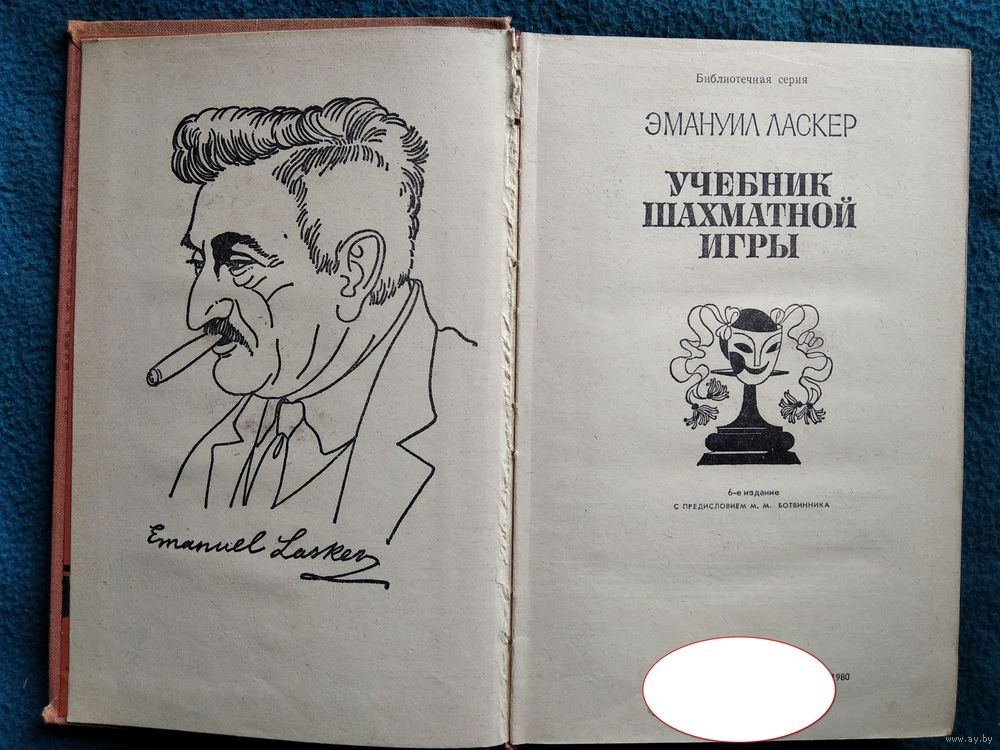 Emanuel Lasker
Библиотечная серия
ЭМАНУИЛ ЛАСКЕР
УЧЕБНИК
ШАХМАТНОЙ
ИГРЫ
6-е издание
С ПРЕДИСЛОВИЕМ М. М. БОТВИННИКА
1980
www.ay.by